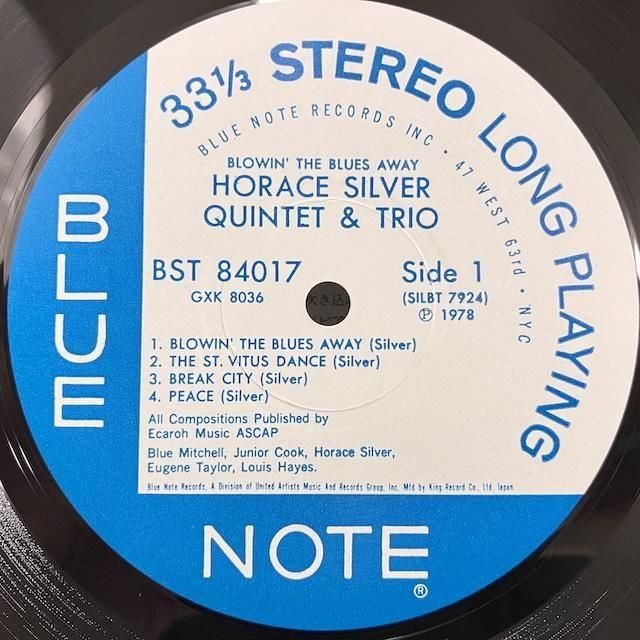 33⅓ STEREO LONG PLAYING
BLUE NOTE RECORDS INC • 47 WEST 63rd • NYC
BLOWIN' THE BLUES AWAY
HORACE SILVER
QUINTET & TRIO
BST 84017
GXK 8036
Side 1
(SILBT 7924)
Ⓟ 1978
1. BLOWIN' THE BLUES AWAY (Silver)
2. THE ST. VITUS DANCE (Silver)
3. BREAK CITY (Silver)
4. PEACE (Silver)
All Compositions Published by
Ecaroh Music ASCAP
Blue Mitchell, Junior Cook, Horace Silver,
Eugene Taylor, Louis Hayes.
Blue Note Records, A Division of United Artists Music And Records Group, Inc. Mfd by King Record Co., Ltd. Japan
BLUE
NOTE®